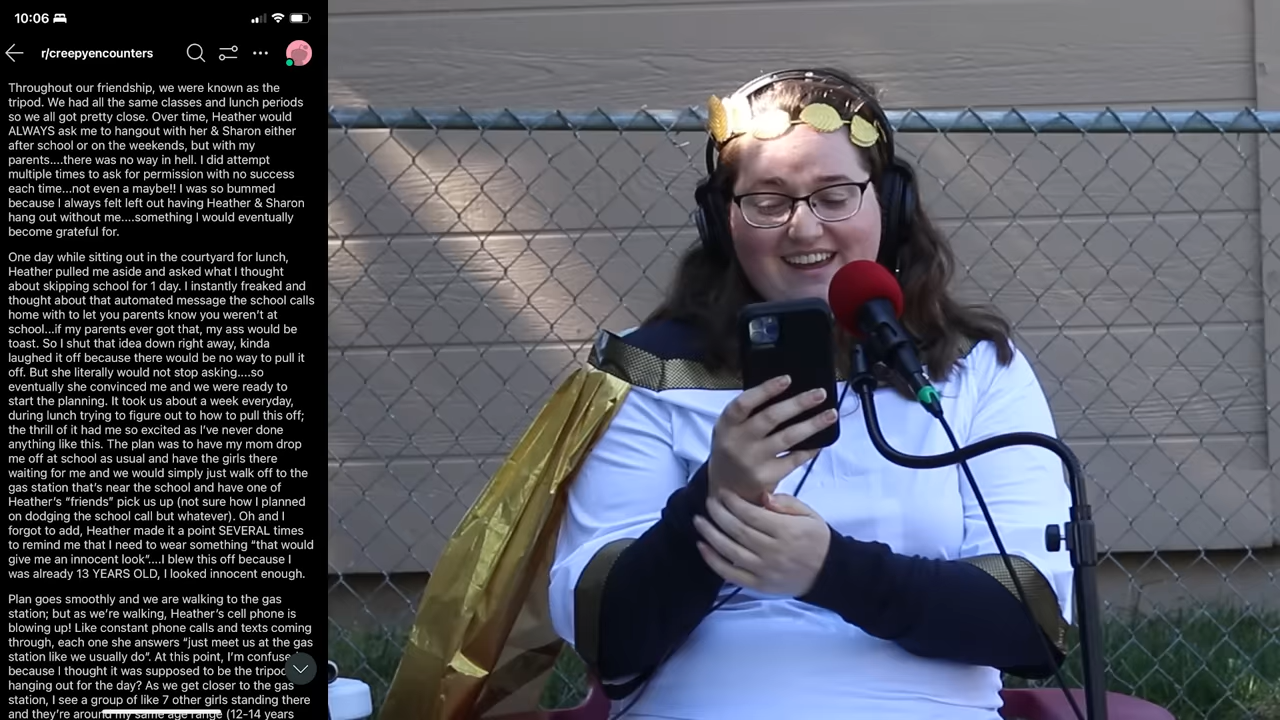 10:06
r/creepyencounters
Throughout our friendship, we were known as the
tripod. We had all the same classes and lunch periods
so we all got pretty close. Over time, Heather would
ALWAYS ask me to hangout with her & Sharon either
after school or on the weekends, but with my
parents....there was no way in hell. I did attempt
multiple times to ask for permission with no success
each time...not even a maybe!! I was so bummed
because I always felt left out having Heather & Sharon
hang out without me....something I would eventually
become grateful for.
One day while sitting out in the courtyard for lunch,
Heather pulled me aside and asked what I thought
about skipping school for 1 day. I instantly freaked and
thought about that automated message the school calls
home with to let you parents know you weren't at
school...if my parents ever got that, my ass would be
toast. So I shut that idea down right away, kinda
laughed it off because there would be no way to pull it
off. But she literally would not stop asking....so
eventually she convinced me and we were ready to
start the planning. It took us about a week everyday,
during lunch trying to figure out to how to pull this off;
the thrill of it had me so excited as I've never done
anything like this. The plan was to have my mom drop
me off at school as usual and have the girls there
waiting for me and we would simply just walk off to the
gas station that's near the school and have one of
Heather's "friends" pick us up (not sure how I planned
on dodging the school call but whatever). Oh and I
forgot to add, Heather made it a point SEVERAL times
to remind me that I need to wear something "that would
give me an innocent look"....I blew this off because I
was already 13 YEARS OLD, I looked innocent enough.
Plan goes smoothly and we are walking to the gas
station; but as we're walking, Heather's cell phone is
blowing up! Like constant phone calls and texts coming
through, each one she answers "just meet us at the gas
station like we usually do". At this point, I'm confused
because I thought it was supposed to be the tripod
hanging out for the day? As we get closer to the gas
station, I see a group of like 7 other girls standing there
and they're around my same age range (12-14 years